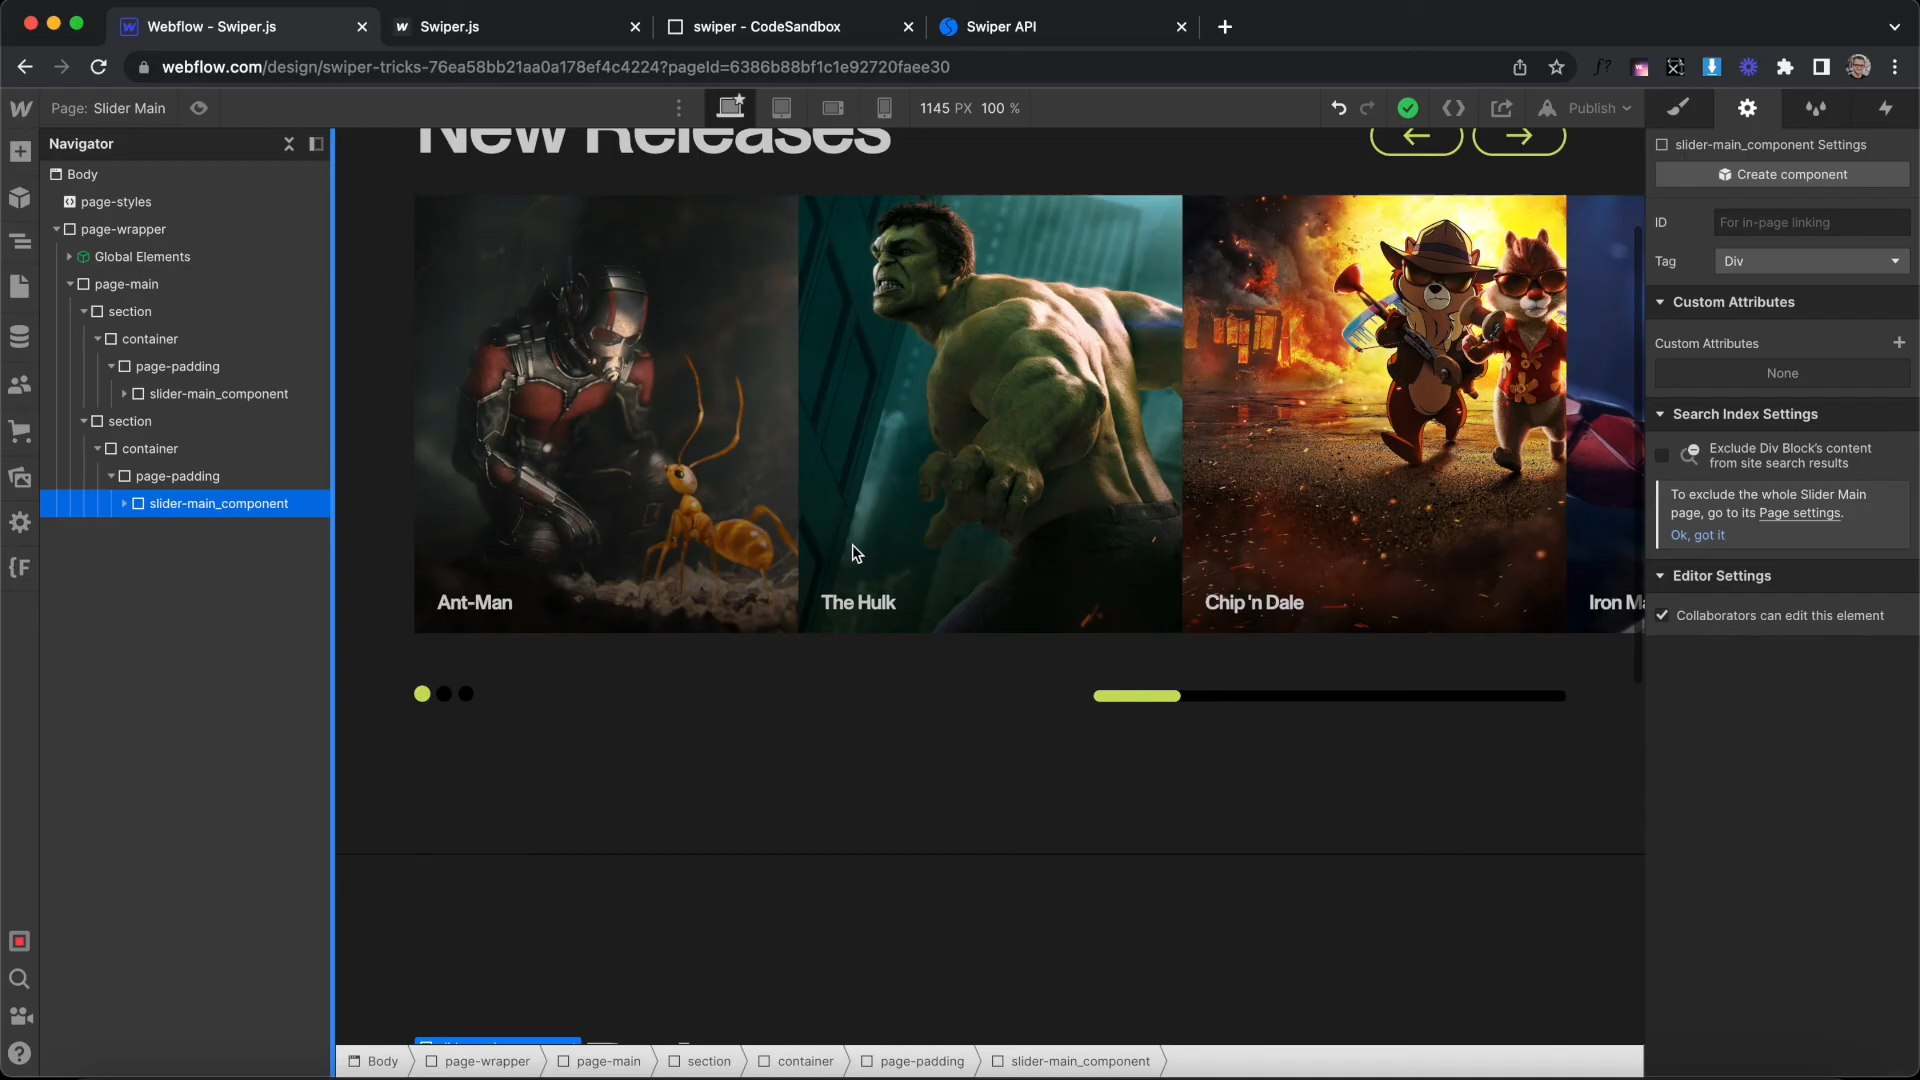 Webflow - Swiper.js
Swiper.js
swiper - CodeSandbox
Swiper API
webflow.com/design/swiper-tricks-76ea58bb21aa0a178ef4c4224?pageId=6386b88bf1c1e92720faee30
Page: Slider Main
1145 PX 100 %
Publish
Navigator
Body
page-styles
page-wrapper
Global Elements
page-main
section
container
page-padding
slider-main_component
section
container
page-padding
slider-main_component
New Releases
Ant-Man
The Hulk
Chip 'n Dale
Iron M
slider-main_component Settings
Create component
ID
For in-page linking
Tag
Div
Custom Attributes
Custom Attributes
None
Search Index Settings
Exclude Div Block's content
from site search results
To exclude the whole Slider Main
page, go to its Page settings.
Ok, got it
Editor Settings
Collaborators can edit this element
Body
page-wrapper
page-main
section
container
page-padding
slider-main_component